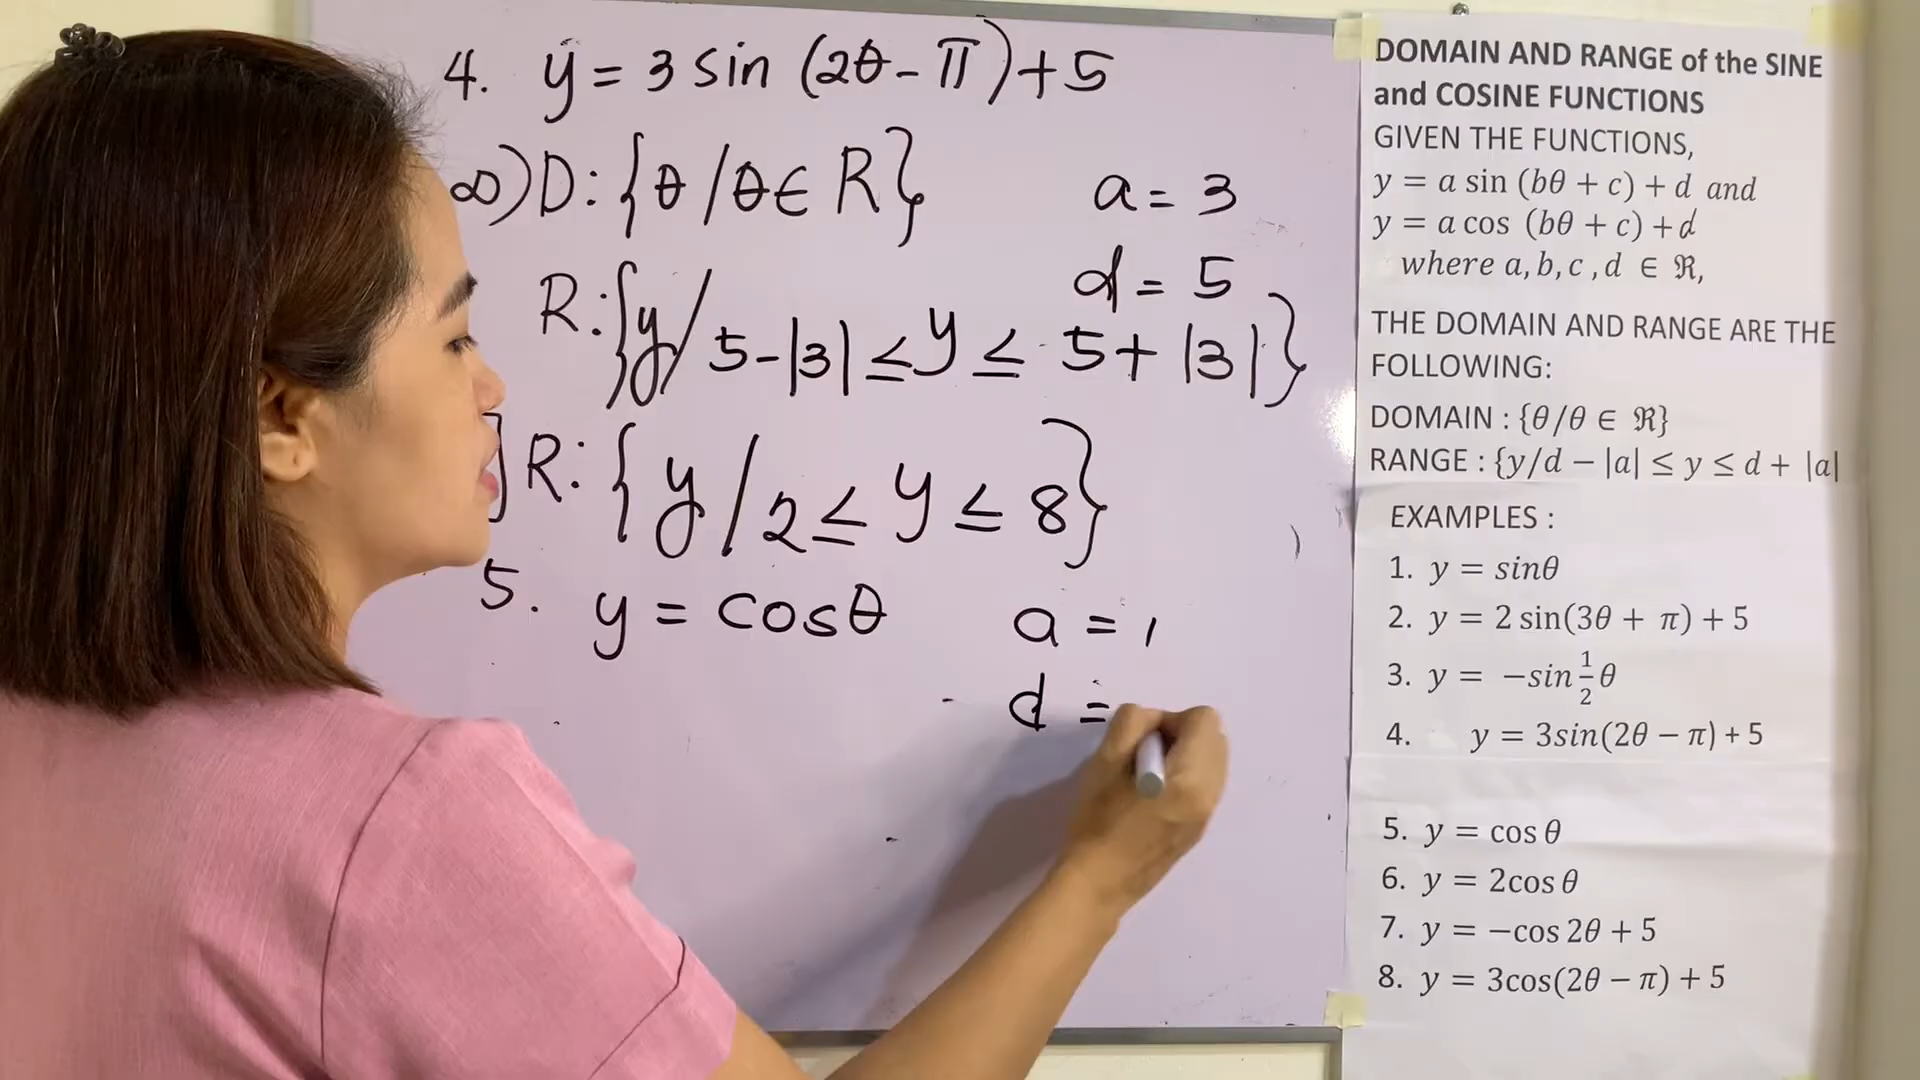 4. y = 3 sin (2θ - π) + 5
∞) D: {θ / θ ∈ R}
a = 3
d = 5
R: {y / 5 - |3| ≤ y ≤ 5 + |3|}
] R: {y / 2 ≤ y ≤ 8}
5. y = cosθ
a = 1
d =
DOMAIN AND RANGE of the SINE
and COSINE FUNCTIONS
GIVEN THE FUNCTIONS,
y = a sin (bθ + c) + d and
y = a cos (bθ + c) + d
where a, b, c , d ∈ ℜ,
THE DOMAIN AND RANGE ARE THE
FOLLOWING:
DOMAIN : {θ/θ ∈ ℜ}
RANGE : {y/d − |a| ≤ y ≤ d + |a|
EXAMPLES :
1. y = sinθ
2. y = 2 sin(3θ + π) + 5
3. y = −sin 1/2 θ
4. y = 3sin(2θ − π) + 5
5. y = cos θ
6. y = 2cos θ
7. y = −cos 2θ + 5
8. y = 3cos(2θ − π) + 5